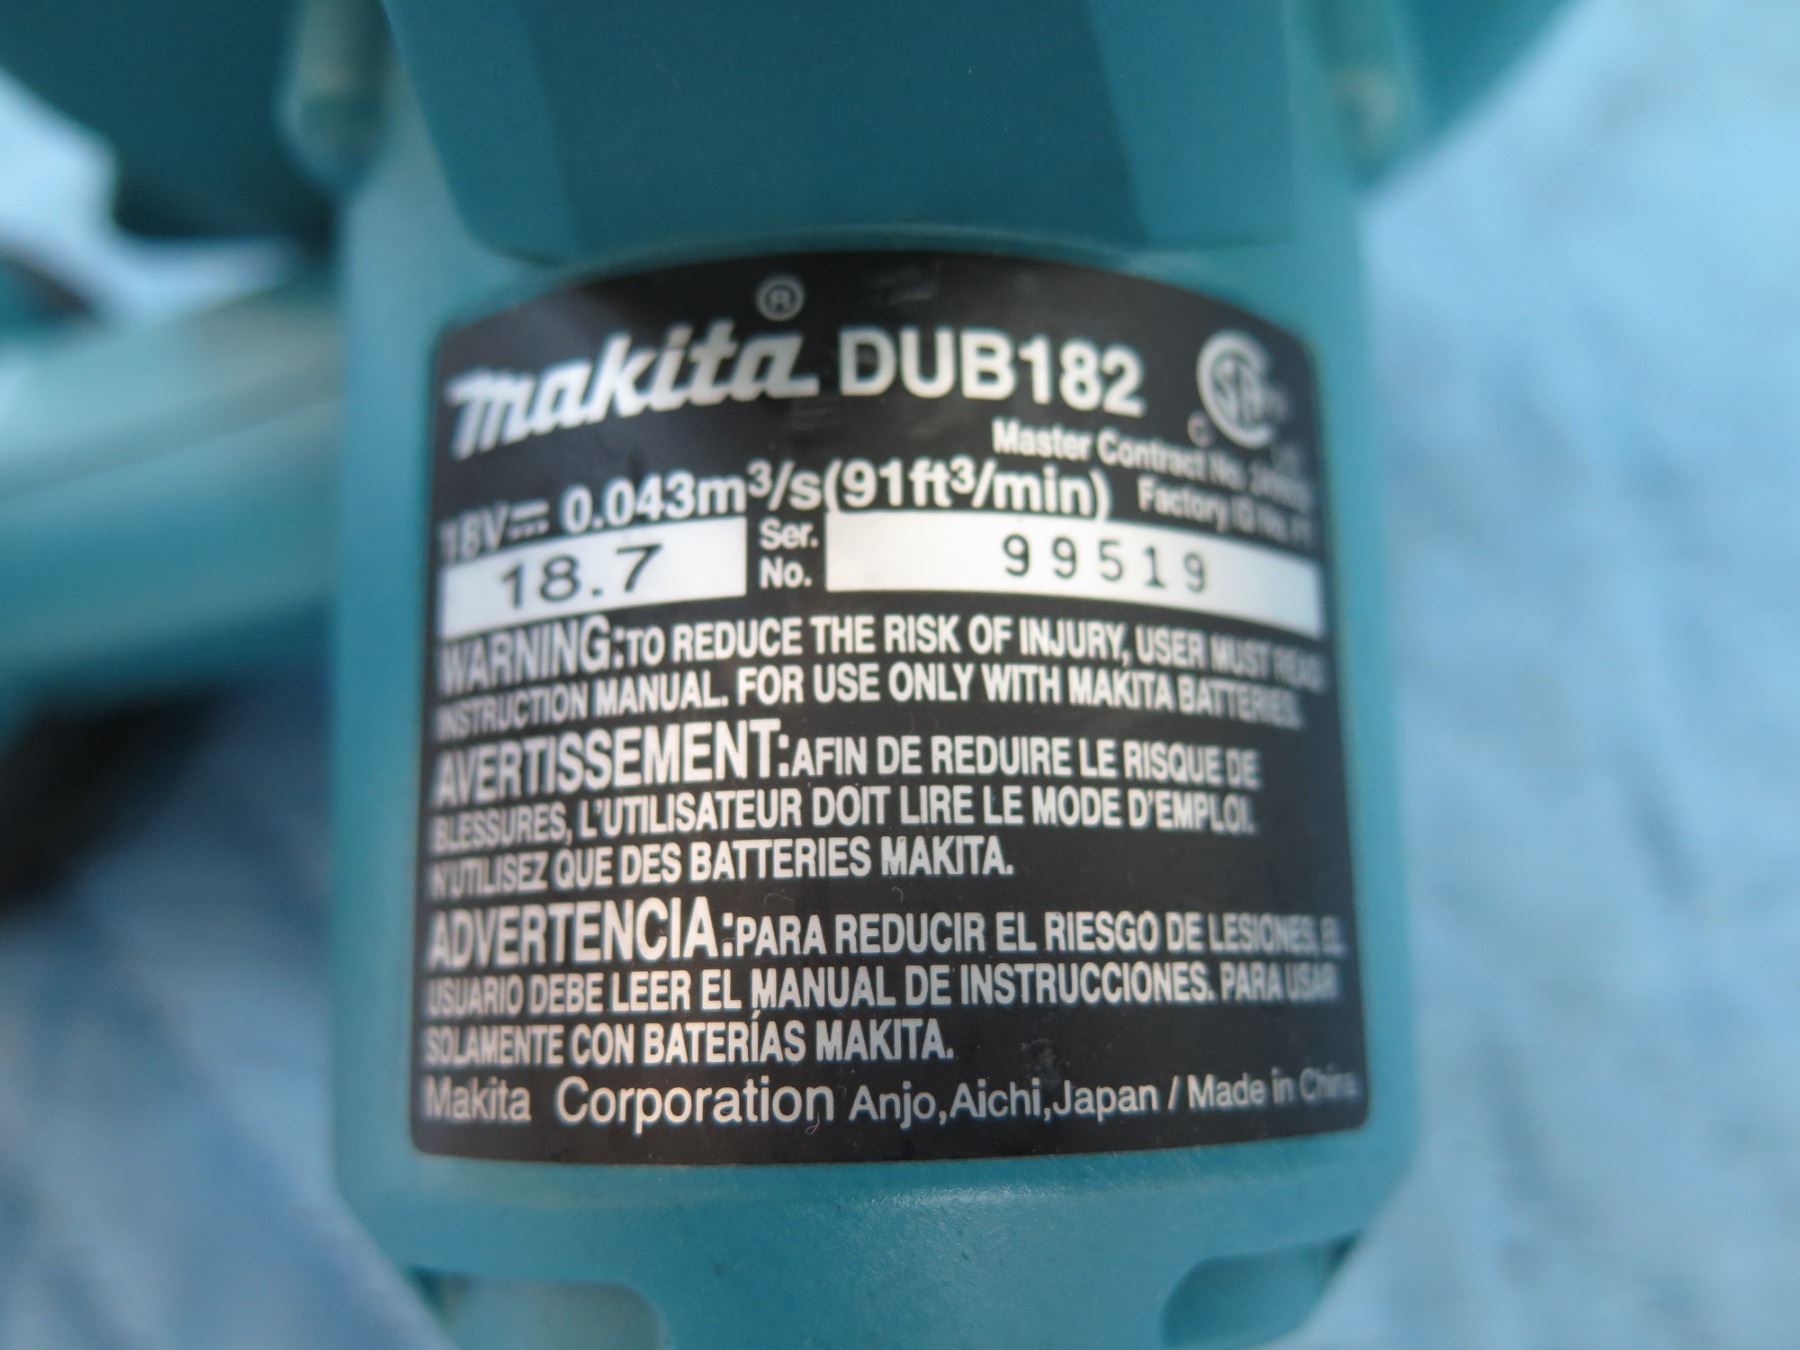 makita® DUB182
Master Contract No.
18V⎓ 0.043m³/s(91ft³/min) Factory ID No.
18.7 Ser. No. 99519
WARNING:TO REDUCE THE RISK OF INJURY, USER MUST READ
INSTRUCTION MANUAL. FOR USE ONLY WITH MAKITA BATTERIES.
AVERTISSEMENT:AFIN DE REDUIRE LE RISQUE DE
BLESSURES, L'UTILISATEUR DOIT LIRE LE MODE D'EMPLOI.
N'UTILISEZ QUE DES BATTERIES MAKITA.
ADVERTENCIA:PARA REDUCIR EL RIESGO DE LESIONES, EL
USUARIO DEBE LEER EL MANUAL DE INSTRUCCIONES. PARA USAR
SOLAMENTE CON BATERÍAS MAKITA.
Makita Corporation Anjo,Aichi,Japan / Made in China